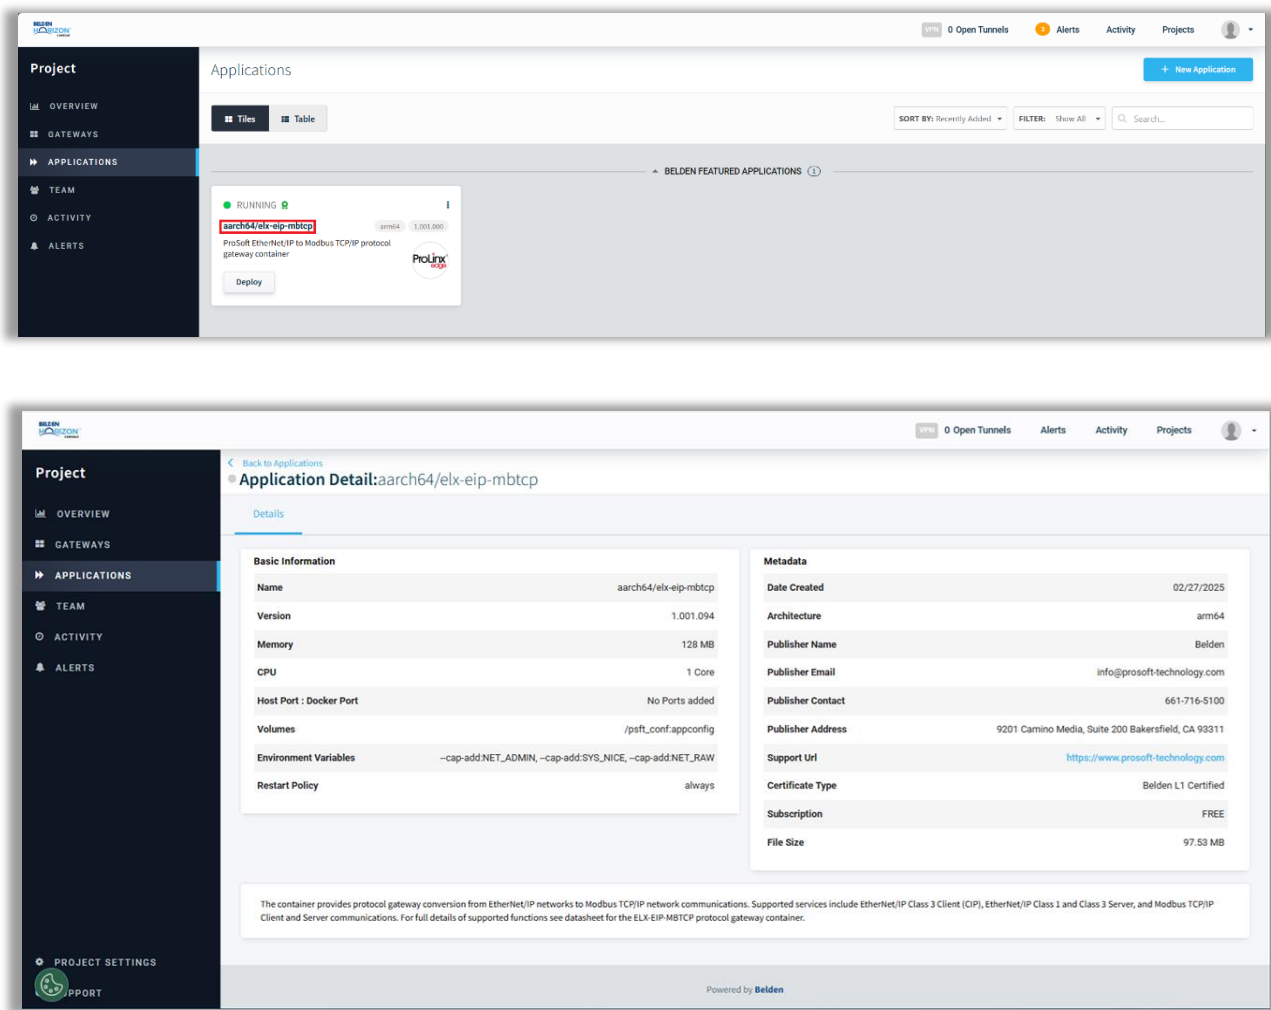 BELDEN
HORIZON
CONSOLE
VPN 0 Open Tunnels 2 Alerts Activity Projects
Project
OVERVIEW
GATEWAYS
APPLICATIONS
TEAM
ACTIVITY
ALERTS
Applications
+ New Application
Tiles Table
SORT BY: Recently Added FILTER: Show All Search...
BELDEN FEATURED APPLICATIONS 1
RUNNING
aarch64/elx-eip-mbtcp arm64 1.001.000
ProSoft EtherNet/IP to Modbus TCP/IP protocol
gateway container
ProLinx
edge
Deploy
BELDEN
HORIZON
CONSOLE
VPN 0 Open Tunnels Alerts Activity Projects
Project
OVERVIEW
GATEWAYS
APPLICATIONS
TEAM
ACTIVITY
ALERTS
PROJECT SETTINGS
PPORT
Back to Applications
Application Detail:aarch64/elx-eip-mbtcp
Details
Basic Information
Name aarch64/elx-eip-mbtcp
Version 1.001.094
Memory 128 MB
CPU 1 Core
Host Port : Docker Port No Ports added
Volumes /psft_conf:appconfig
Environment Variables --cap-add:NET_ADMIN, --cap-add:SYS_NICE, --cap-add:NET_RAW
Restart Policy always
Metadata
Date Created 02/27/2025
Architecture arm64
Publisher Name Belden
Publisher Email info@prosoft-technology.com
Publisher Contact 661-716-5100
Publisher Address 9201 Camino Media, Suite 200 Bakersfield, CA 93311
Support Url https://www.prosoft-technology.com
Certificate Type Belden L1 Certified
Subscription FREE
File Size 97.53 MB
The container provides protocol gateway conversion from EtherNet/IP networks to Modbus TCP/IP network communications. Supported services include EtherNet/IP Class 3 Client (CIP), EtherNet/IP Class 1 and Class 3 Server, and Modbus TCP/IP
Client and Server communications. For full details of supported functions see datasheet for the ELX-EIP-MBTCP protocol gateway container.
Powered by Belden